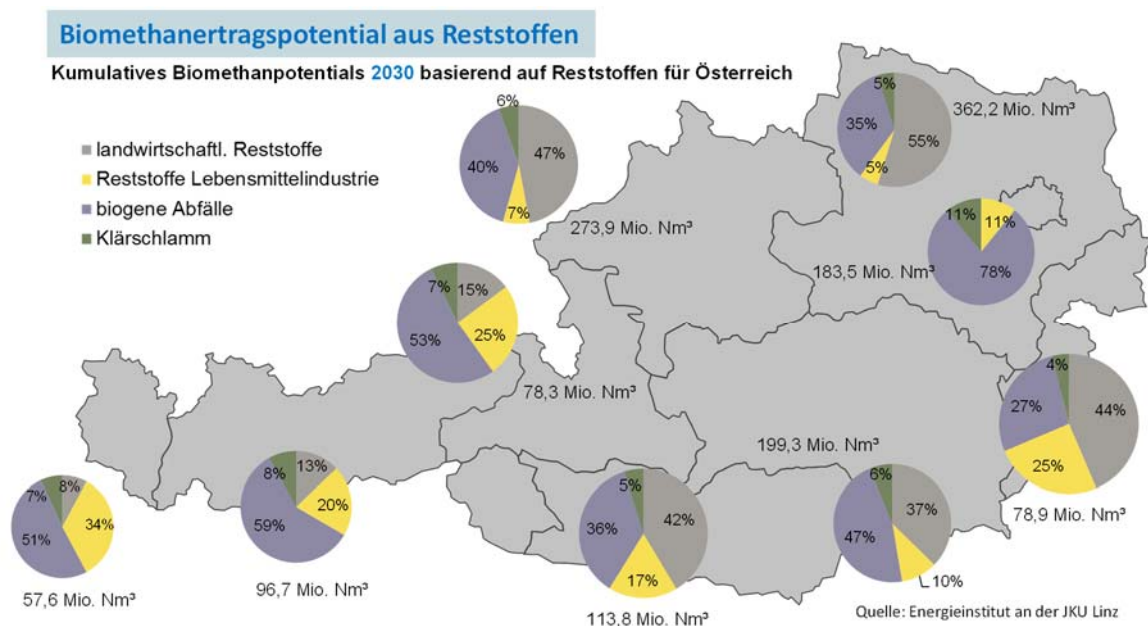 Biomethanertragspotential aus Reststoffen
Kumulatives Biomethanpotentials 2030 basierend auf Reststoffen für Österreich
landwirtschaftl. Reststoffe
Reststoffe Lebensmittelindustrie
biogene Abfälle
Klärschlamm
6%
47%
40%
7%
273,9 Mio. Nm³
5%
35%
55%
5%
362,2 Mio. Nm³
11%
11%
78%
183,5 Mio. Nm³
7%
15%
53%
25%
78,3 Mio. Nm³
4%
27%
44%
25%
78,9 Mio. Nm³
7%
8%
34%
51%
57,6 Mio. Nm³
8%
13%
20%
59%
96,7 Mio. Nm³
5%
36%
42%
17%
113,8 Mio. Nm³
199,3 Mio. Nm³
6%
37%
47%
10%
Quelle: Energieinstitut an der JKU Linz